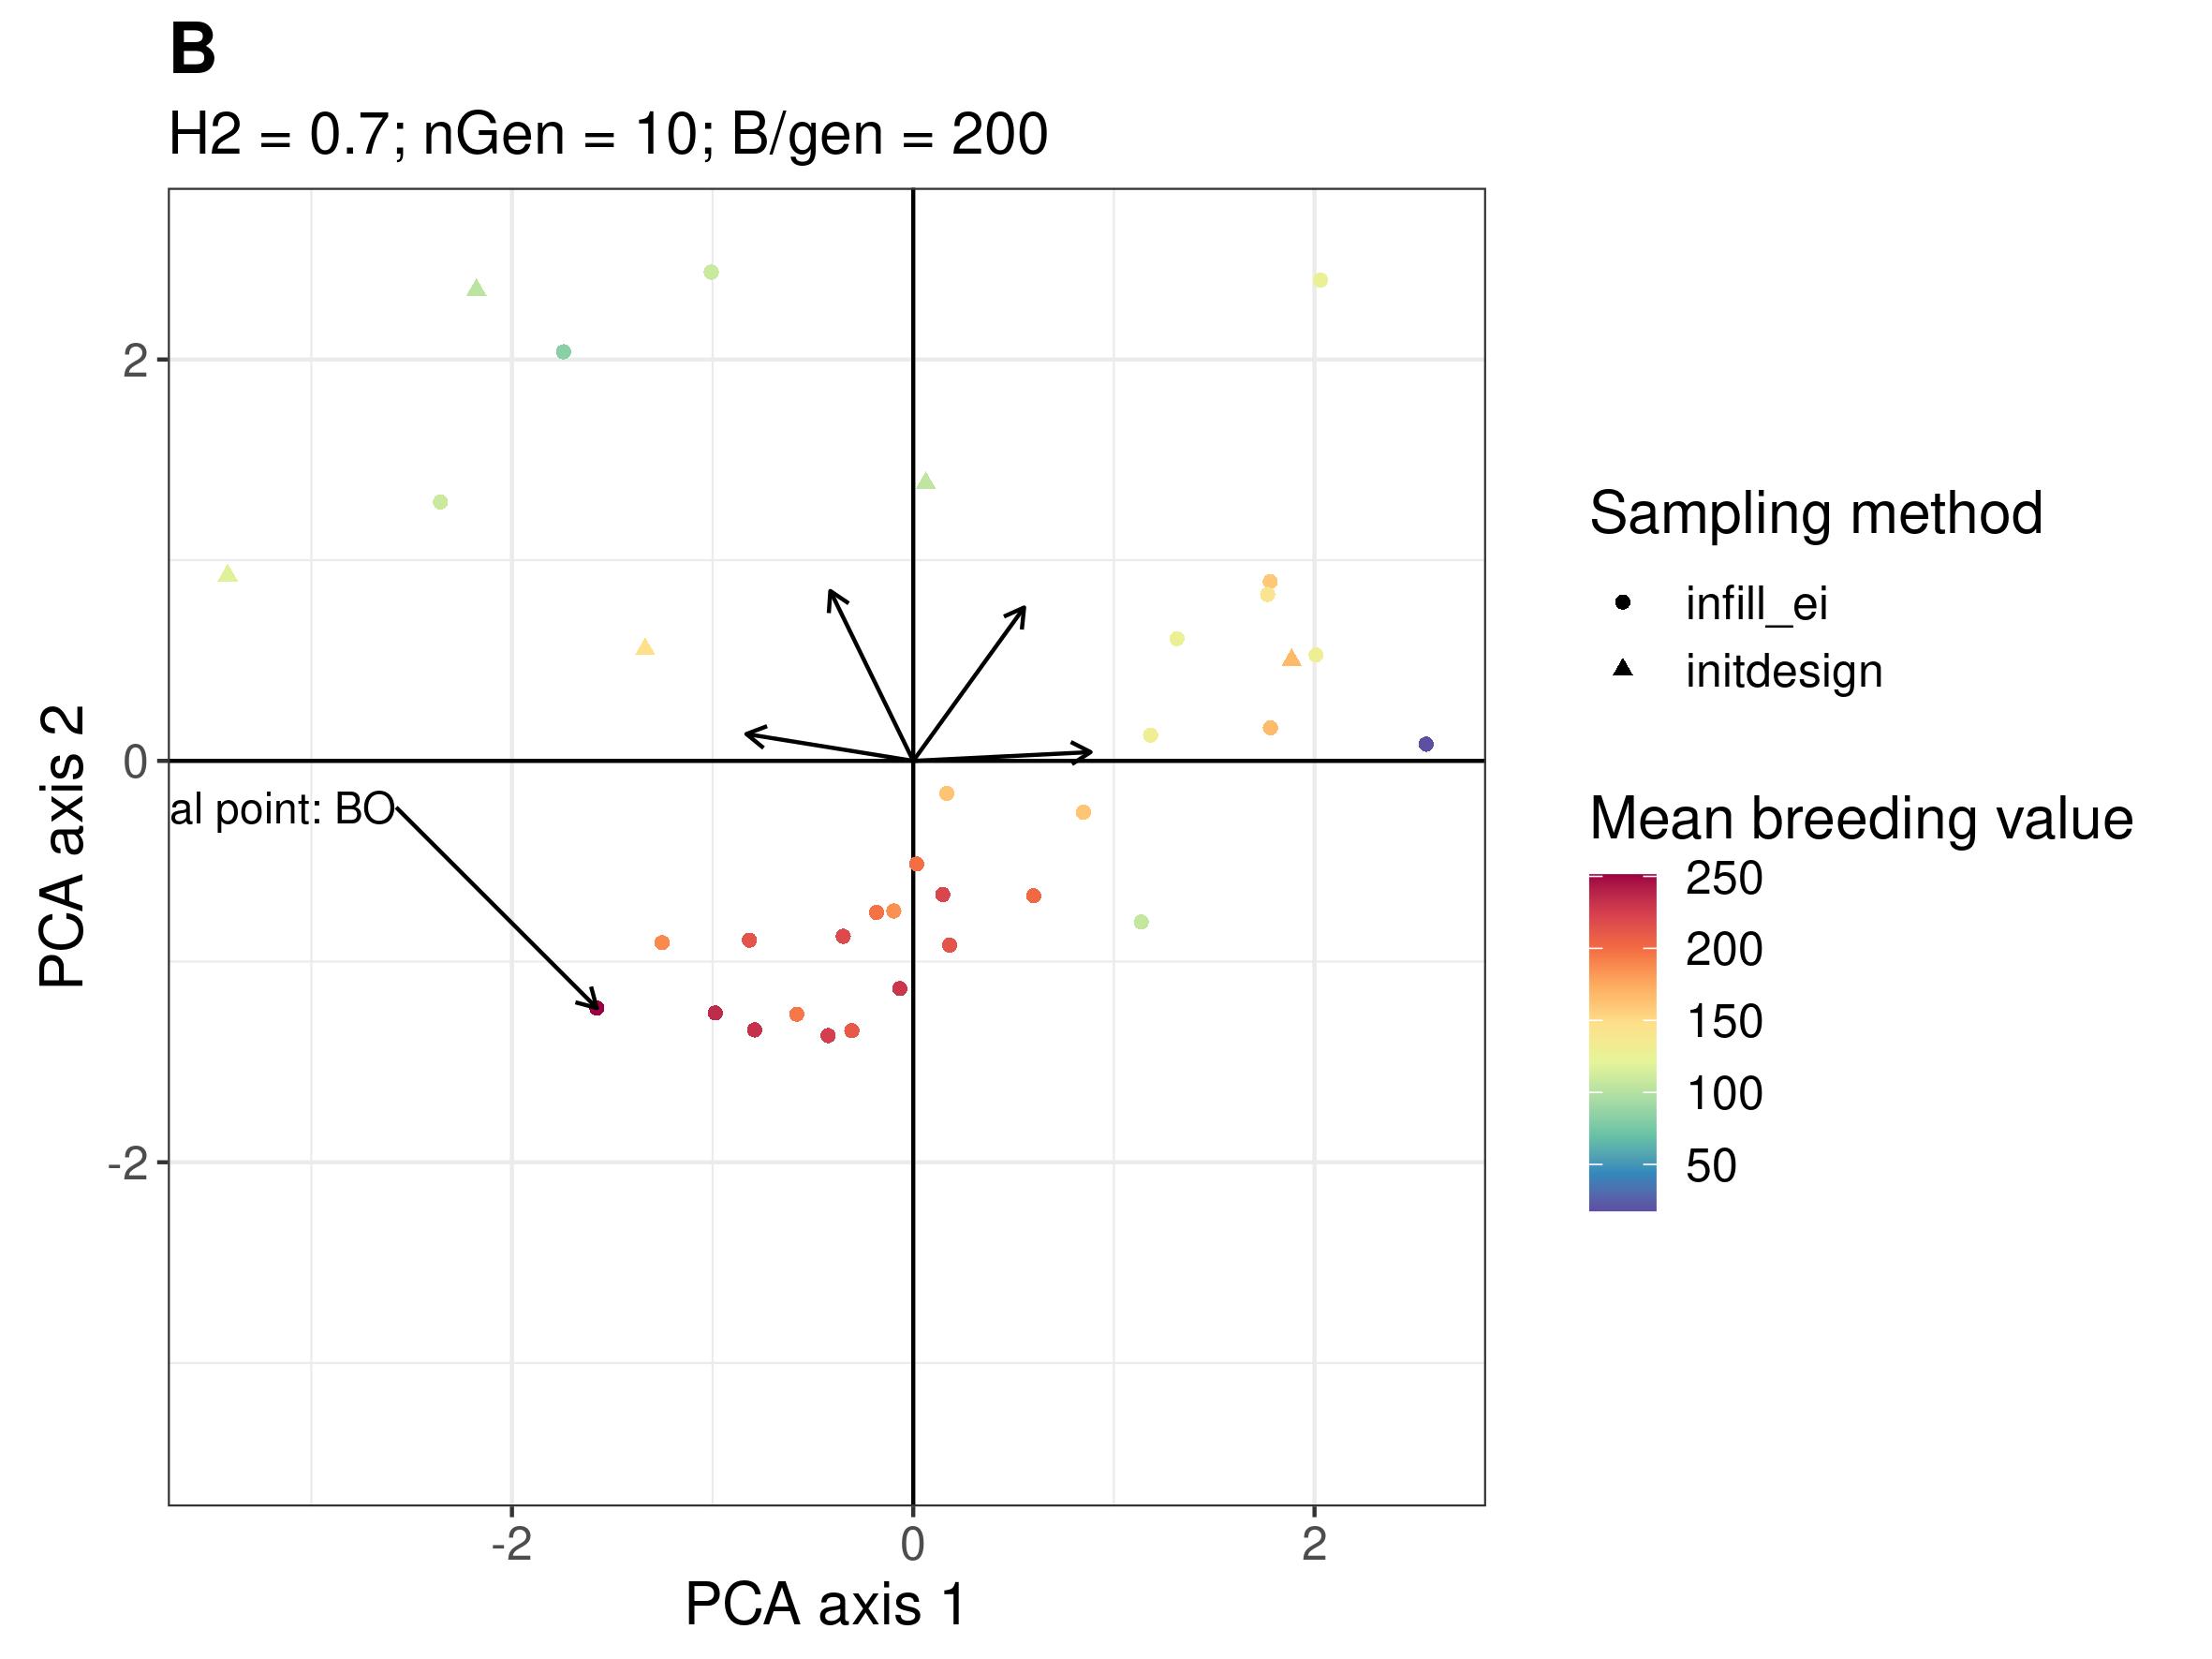 B
H2 = 0.7; nGen = 10; B/gen = 200
2
0
-2
-2
0
2
PCA axis 2
PCA axis 1
al point: BO
Sampling method
infill_ei
initdesign
Mean breeding value
250
200
150
100
50